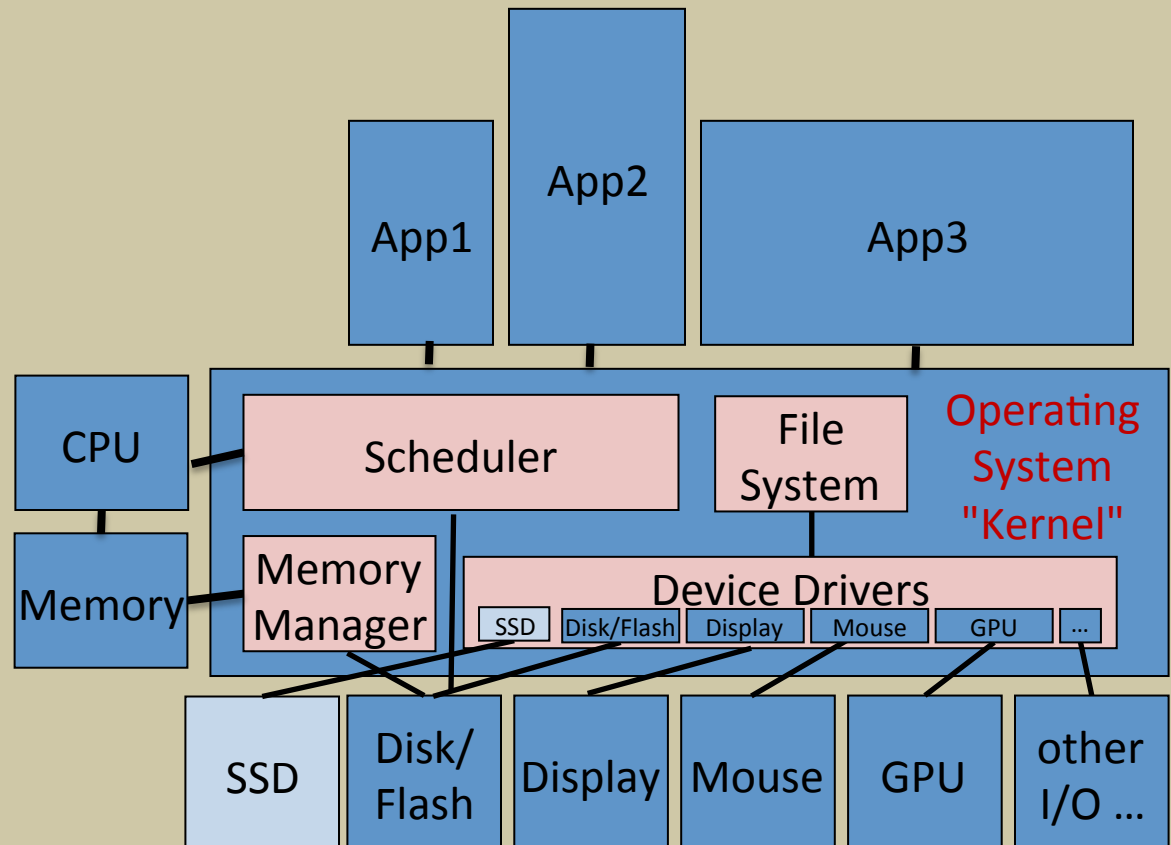 App1
App2
App3
CPU
Scheduler
File
System
Operating
System
"Kernel"
Memory
Memory
Manager
Device Drivers
SSD
Disk/Flash
Display
Mouse
GPU
...
SSD
Disk/
Flash
Display
Mouse
GPU
other
I/O ...